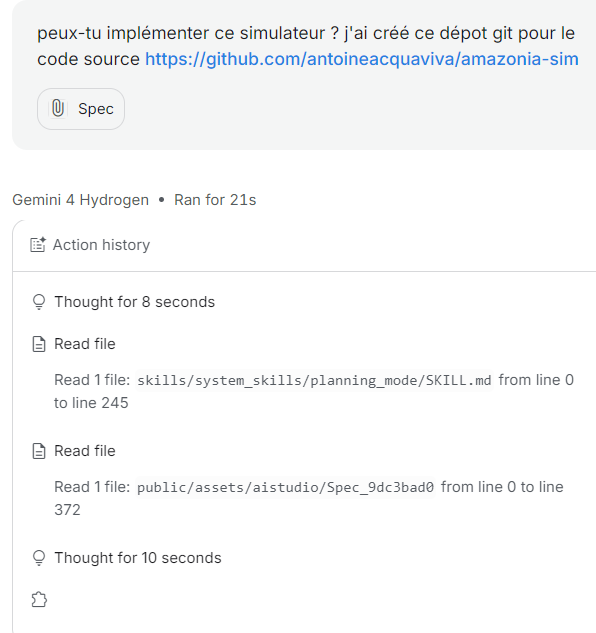 peux-tu implémenter ce simulateur ? j'ai créé ce dépot git pour le
code source https://github.com/antoineacquaviva/amazonia-sim
Spec
Gemini 4 Hydrogen • Ran for 21s
Action history
Thought for 8 seconds
Read file
Read 1 file: skills/system_skills/planning_mode/SKILL.md from line 0
to line 245
Read file
Read 1 file: public/assets/aistudio/Spec_9dc3bad0 from line 0 to line
372
Thought for 10 seconds